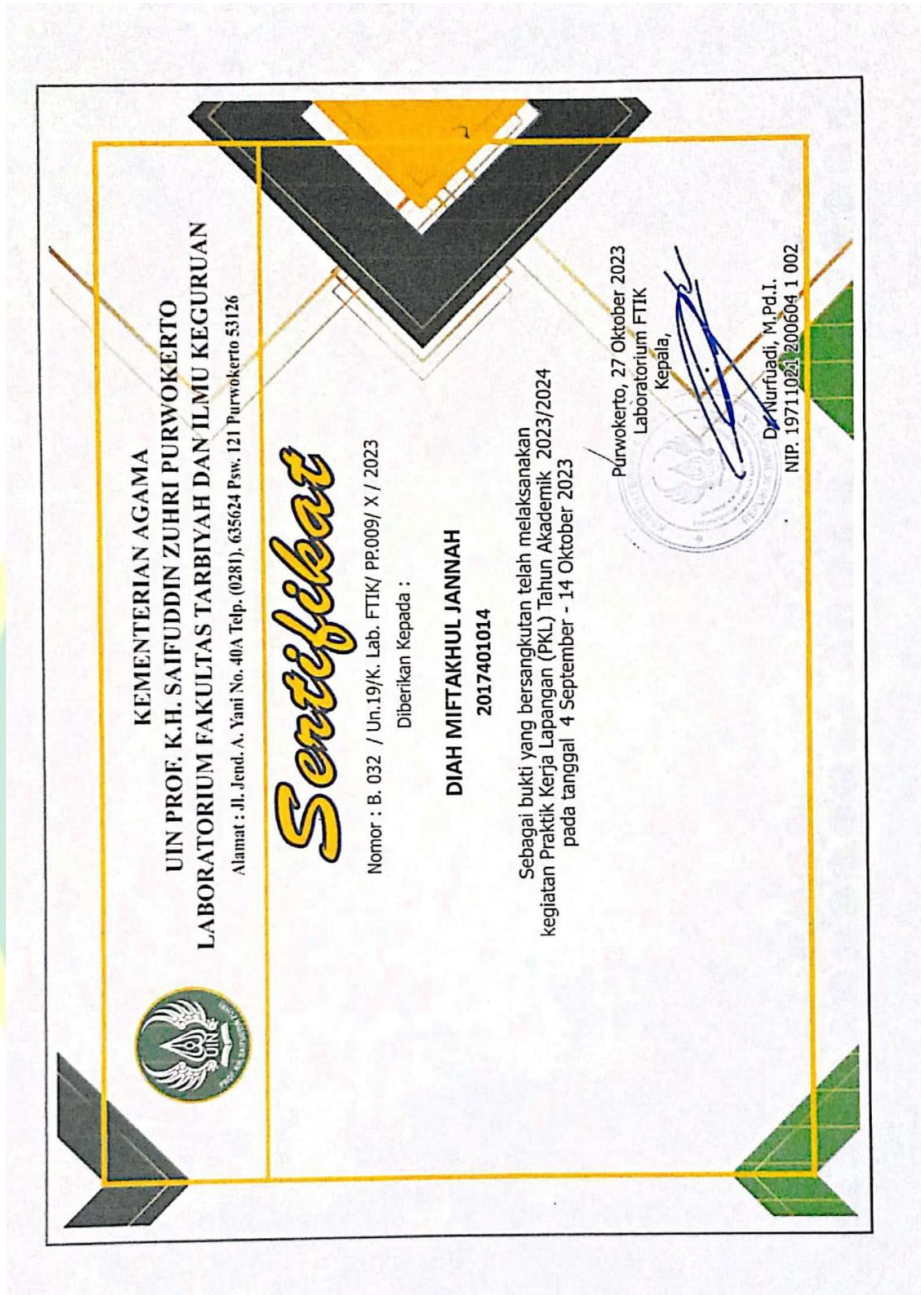 KEMENTERIAN AGAMA
UIN PROF. K.H. SAIFUDDIN ZUHRI PURWOKERTO
LABORATORIUM FAKULTAS TARBIYAH DAN ILMU KEGURUAN
Alamat : Jl. Jend. A. Yani No. 40A Telp. (0281). 635624 Psw. 121 Purwokerto 53126
UIN
Sertifikat
Nomor : B. 032 / Un.19/K. Lab. FTIK/ PP.009/ X / 2023
Diberikan Kepada :
DIAH MIFTAKHUL JANNAH
2017401014
Sebagai bukti yang bersangkutan telah melaksanakan
kegiatan Praktik Kerja Lapangan (PKL) Tahun Akademik 2023/2024
pada tanggal 4 September - 14 Oktober 2023
Purwokerto, 27 Oktober 2023
Laboratorium FTIK
Kepala,
Dr. Nurfuadi, M.Pd.I.
NIP. 19711021 200604 1 002